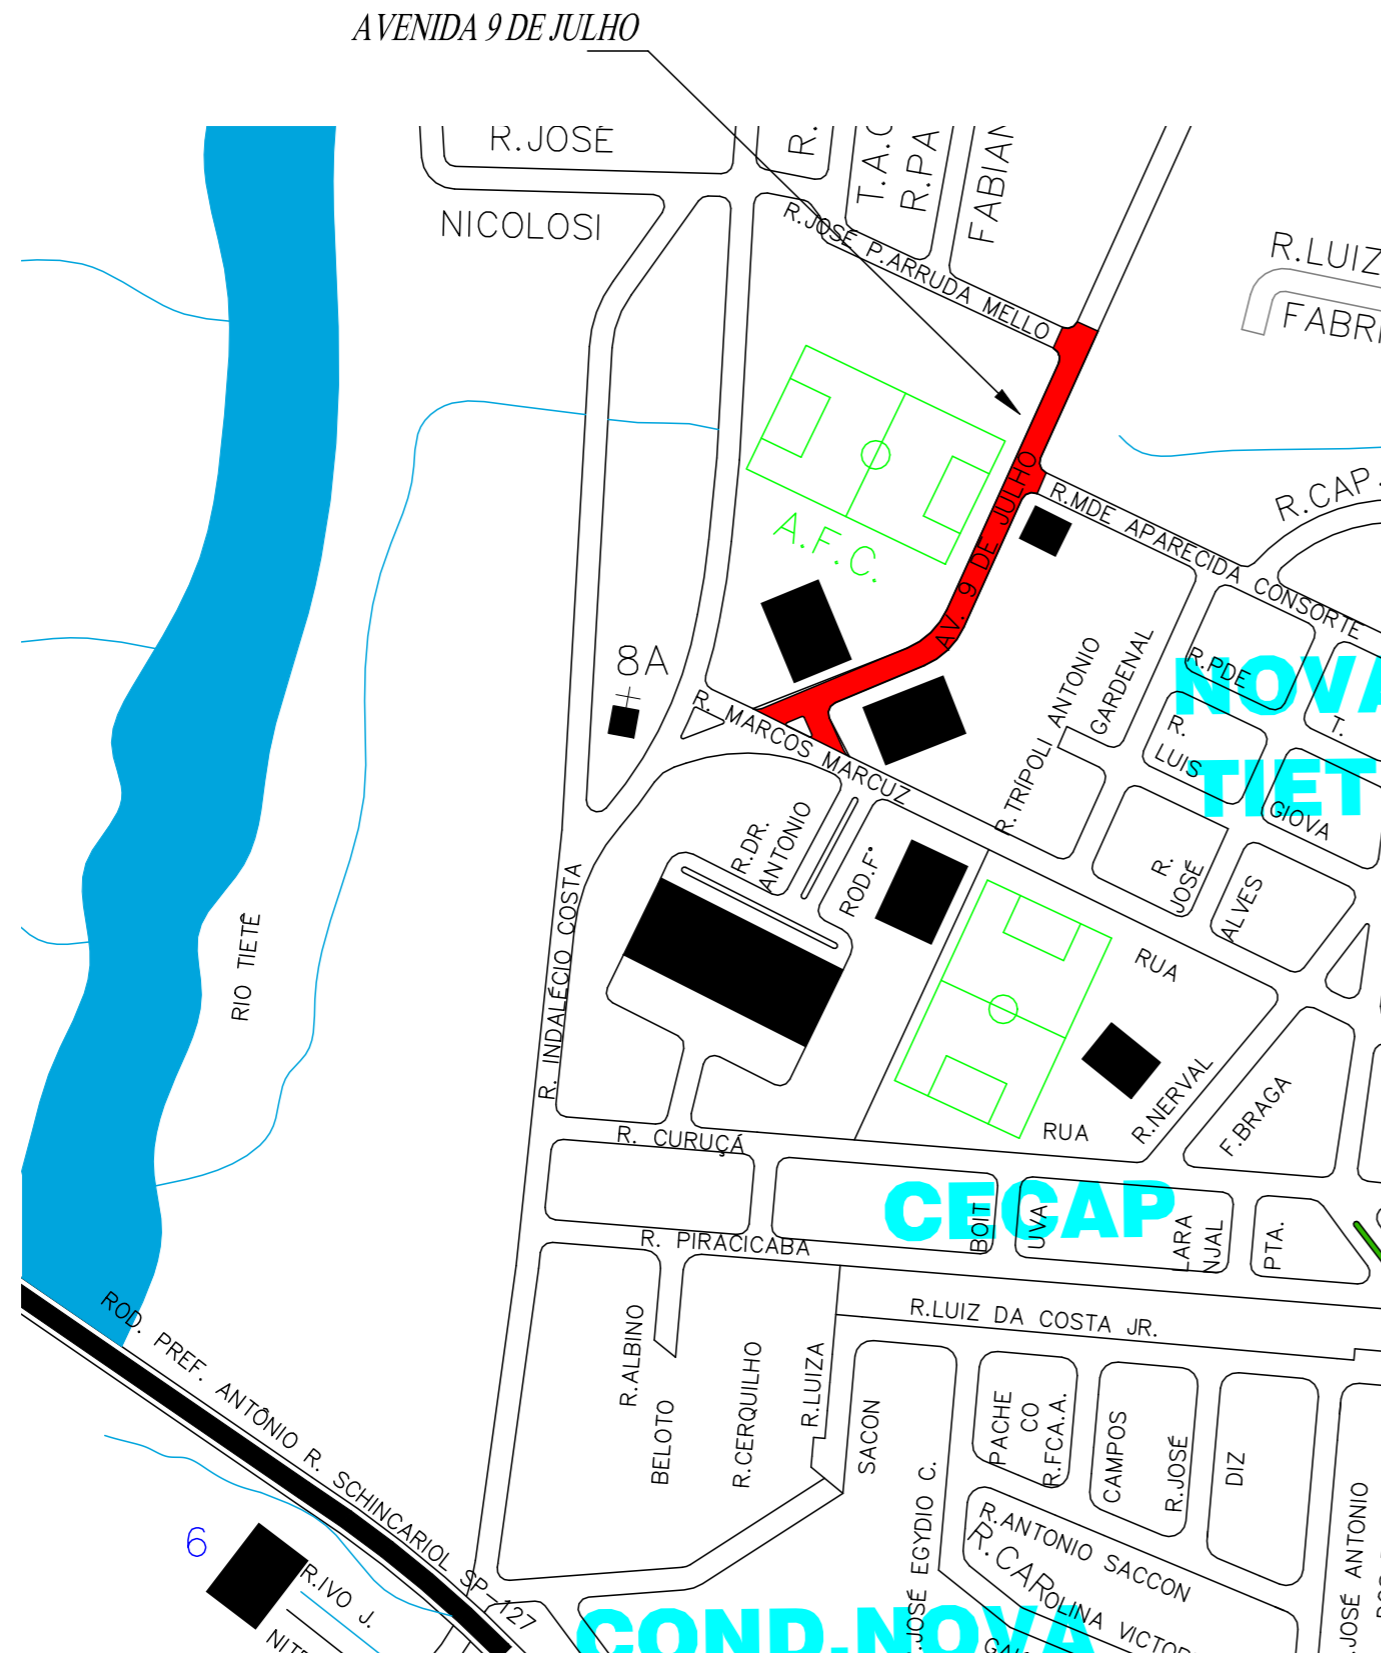 AVENIDA 9 DE JULHO
R.JOSÉ
NICOLOSI
R.
T.A.C
R.PA
FABIAN
R.LUIZ
FABRI
R.JOSÉ P.ARRUDA MELLO
A.F.C.
AV. 9 DE JULHO
R.MDE APARECIDA CONSORTE
R.CAP.
8A
R. MARCOS MARCUZ
R.TRÍPOLI ANTONIO
GARDENAL
R.PDE
NOVA
TIET
R.
LUIS
T.
GIOVA
R.
JOSÉ
ALVES
R.DR.
ANTONIO
ROD.Fº
RIO TIETÊ
R. INDALÉCIO COSTA
RUA
RUA
R.NERVAL
F.BRAGA
R. CURUÇÁ
CECAP
BOIT
UVA
LARA
NJAL
PTA.
R. PIRACICABA
R.LUIZ DA COSTA JR.
R.ALBINO
BELOTO
R.CERQUILHO
R.LUIZA
SACCON
PACHE
CO
R.FCA.A.
CAMPOS
R.JOSÉ
DIZ
ROD. PREF. ANTÔNIO R. SCHINCARIOL SP 127
6
R.IVO J.
R.ANTONIO SACCON
R.CAROLINA VICTOR
.JOSÉ EGYDIO C.
.JOSÉ ANTONIO
COND.NOVA